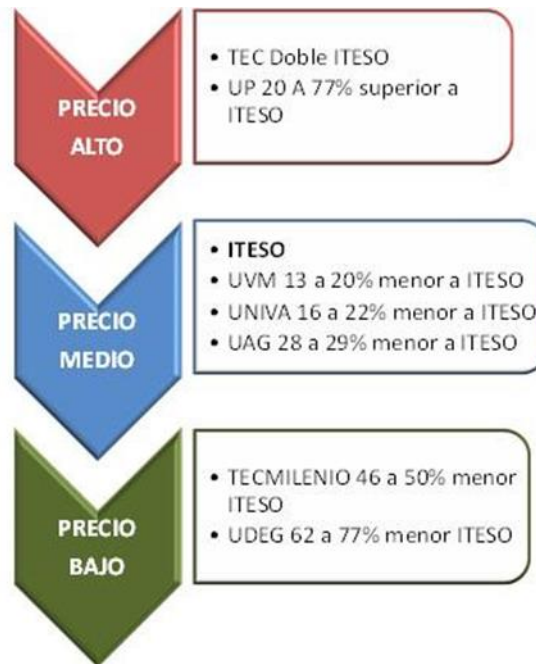 PRECIO
ALTO
• TEC Doble ITESO
• UP 20 A 77% superior a
ITESO
PRECIO
MEDIO
• ITESO
• UVM 13 a 20% menor a ITESO
• UNIVA 16 a 22% menor a ITESO
• UAG 28 a 29% menor a ITESO
PRECIO
BAJO
• TECMILENIO 46 a 50% menor
ITESO
• UDEG 62 a 77% menor ITESO